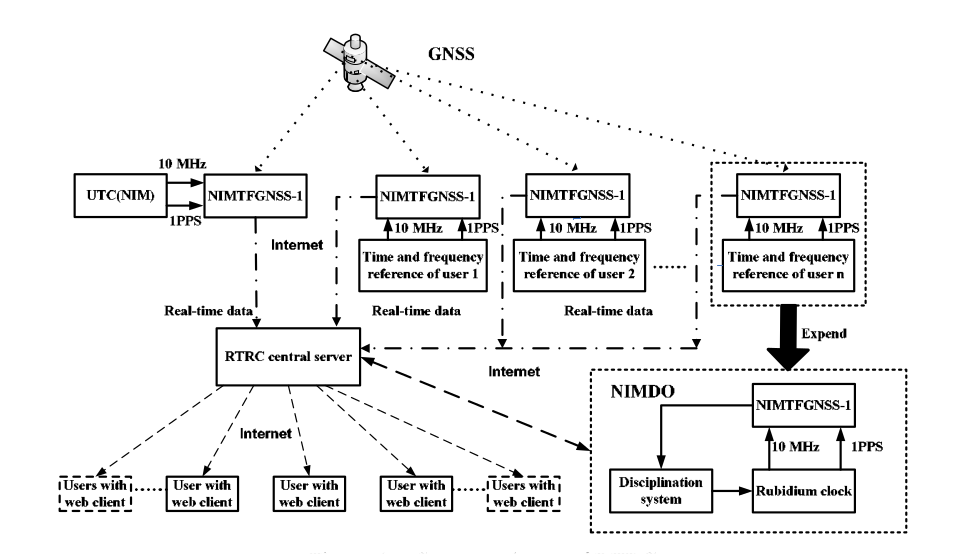 GNSS
10 MHz
UTC(NIM)
1PPS
NIMTFGNSS-1
NIMTFGNSS-1
NIMTFGNSS-1
NIMTFGNSS-1
10 MHz
1PPS
10 MHz
1PPS
10 MHz
1PPS
Internet
Time and frequency
reference of user 1
Time and frequency
reference of user 2
Time and frequency
reference of user n
Real-time data
Real-time data
Real-time data
Expend
RTRC central server
Internet
NIMDO
NIMTFGNSS-1
10 MHz
1PPS
Disciplination
system
Rubidium clock
Internet
Users with
web client
User with
web client
User with
web client
User with
web client
Users with
web client